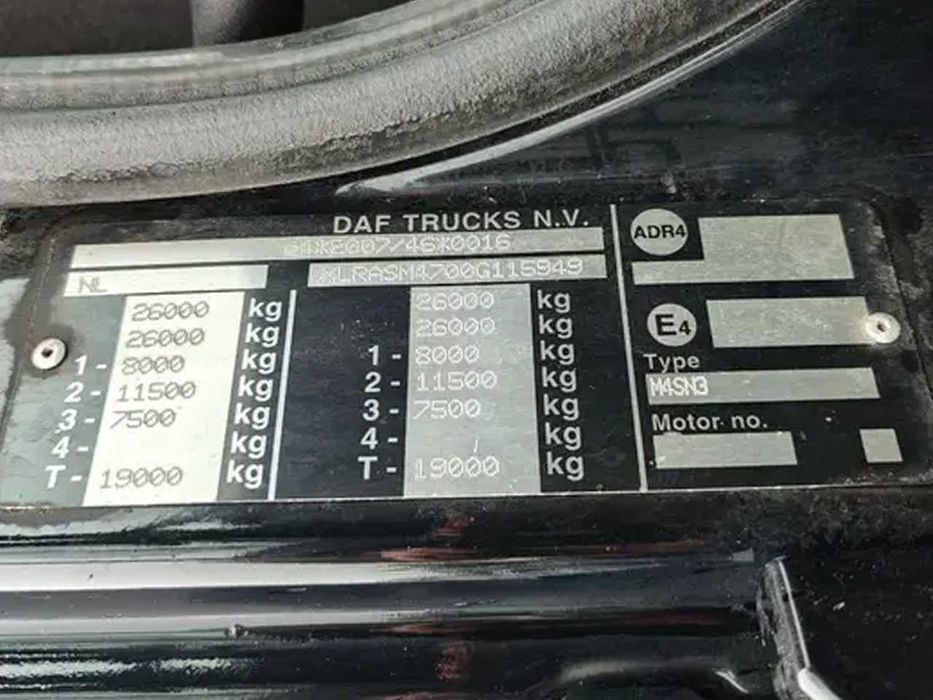 DAF TRUCKS N.V.
e4*2007/46*0016
NL XLRASM4700G115949
26000 kg 26000 kg
26000 kg 26000 kg
1 - 8000 kg 1 - 8000 kg
2 - 11500 kg 2 - 11500 kg
3 - 7500 kg 3 - 7500 kg
4 - kg 4 - kg
T - 19000 kg T - 19000 kg
ADR4
E4
Type
M4SN3
Motor no.